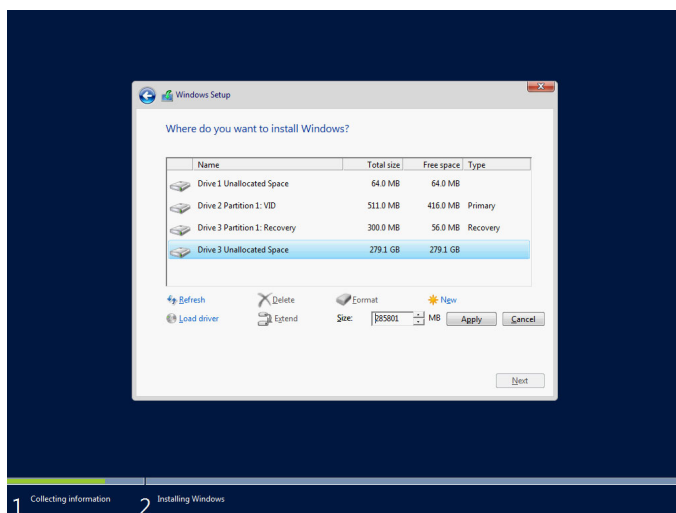 Windows Setup
Where do you want to install Windows?
Name Total size Free space Type
Drive 1 Unallocated Space 64.0 MB 64.0 MB
Drive 2 Partition 1: VID 511.0 MB 416.0 MB Primary
Drive 3 Partition 1: Recovery 300.0 MB 56.0 MB Recovery
Drive 3 Unallocated Space 279.1 GB 279.1 GB
Refresh Delete Format New
Load driver Extend Size: 285801 MB Apply Cancel
Next
1 Collecting information 2 Installing Windows